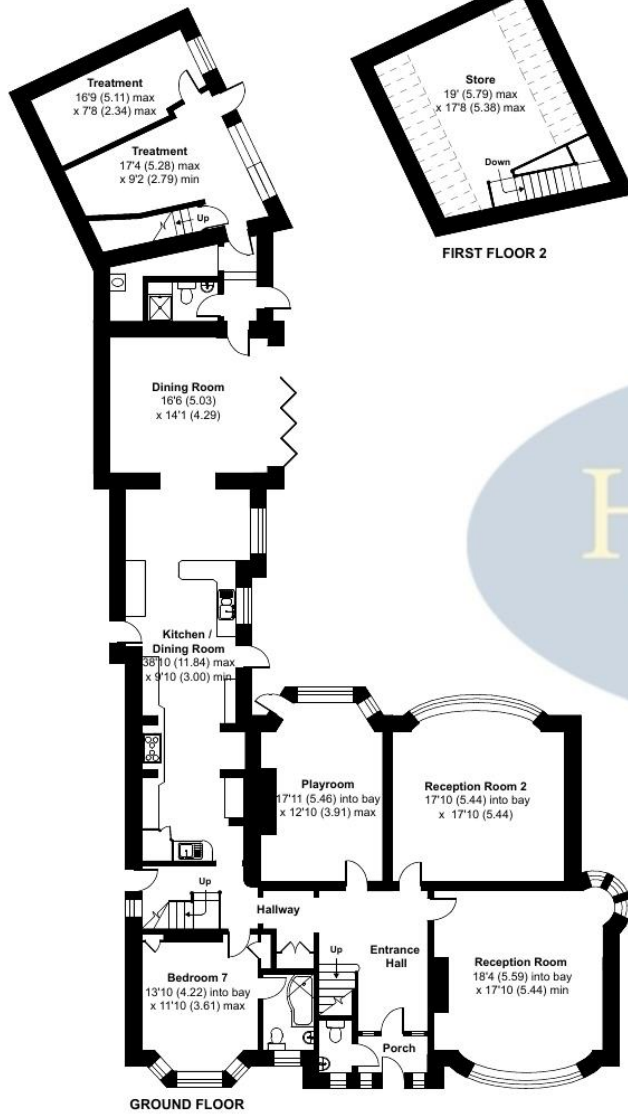 Treatment
16'9 (5.11) max
x 7'8 (2.34) max
Treatment
17'4 (5.28) max
x 9'2 (2.79) min
Up
Store
19' (5.79) max
x 17'8 (5.38) max
Down
FIRST FLOOR 2
Dining Room
16'6 (5.03)
x 14'1 (4.29)
H
Kitchen /
Dining Room
38'10 (11.84) max
x 9'10 (3.00) min
Playroom
17'11 (5.46) into bay
x 12'10 (3.91) max
Reception Room 2
17'10 (5.44) into bay
x 17'10 (5.44)
Up
Hallway
Up
Entrance
Hall
Reception Room
18'4 (5.59) into bay
x 17'10 (5.44) min
Bedroom 7
13'10 (4.22) into bay
x 11'10 (3.61) max
Porch
GROUND FLOOR